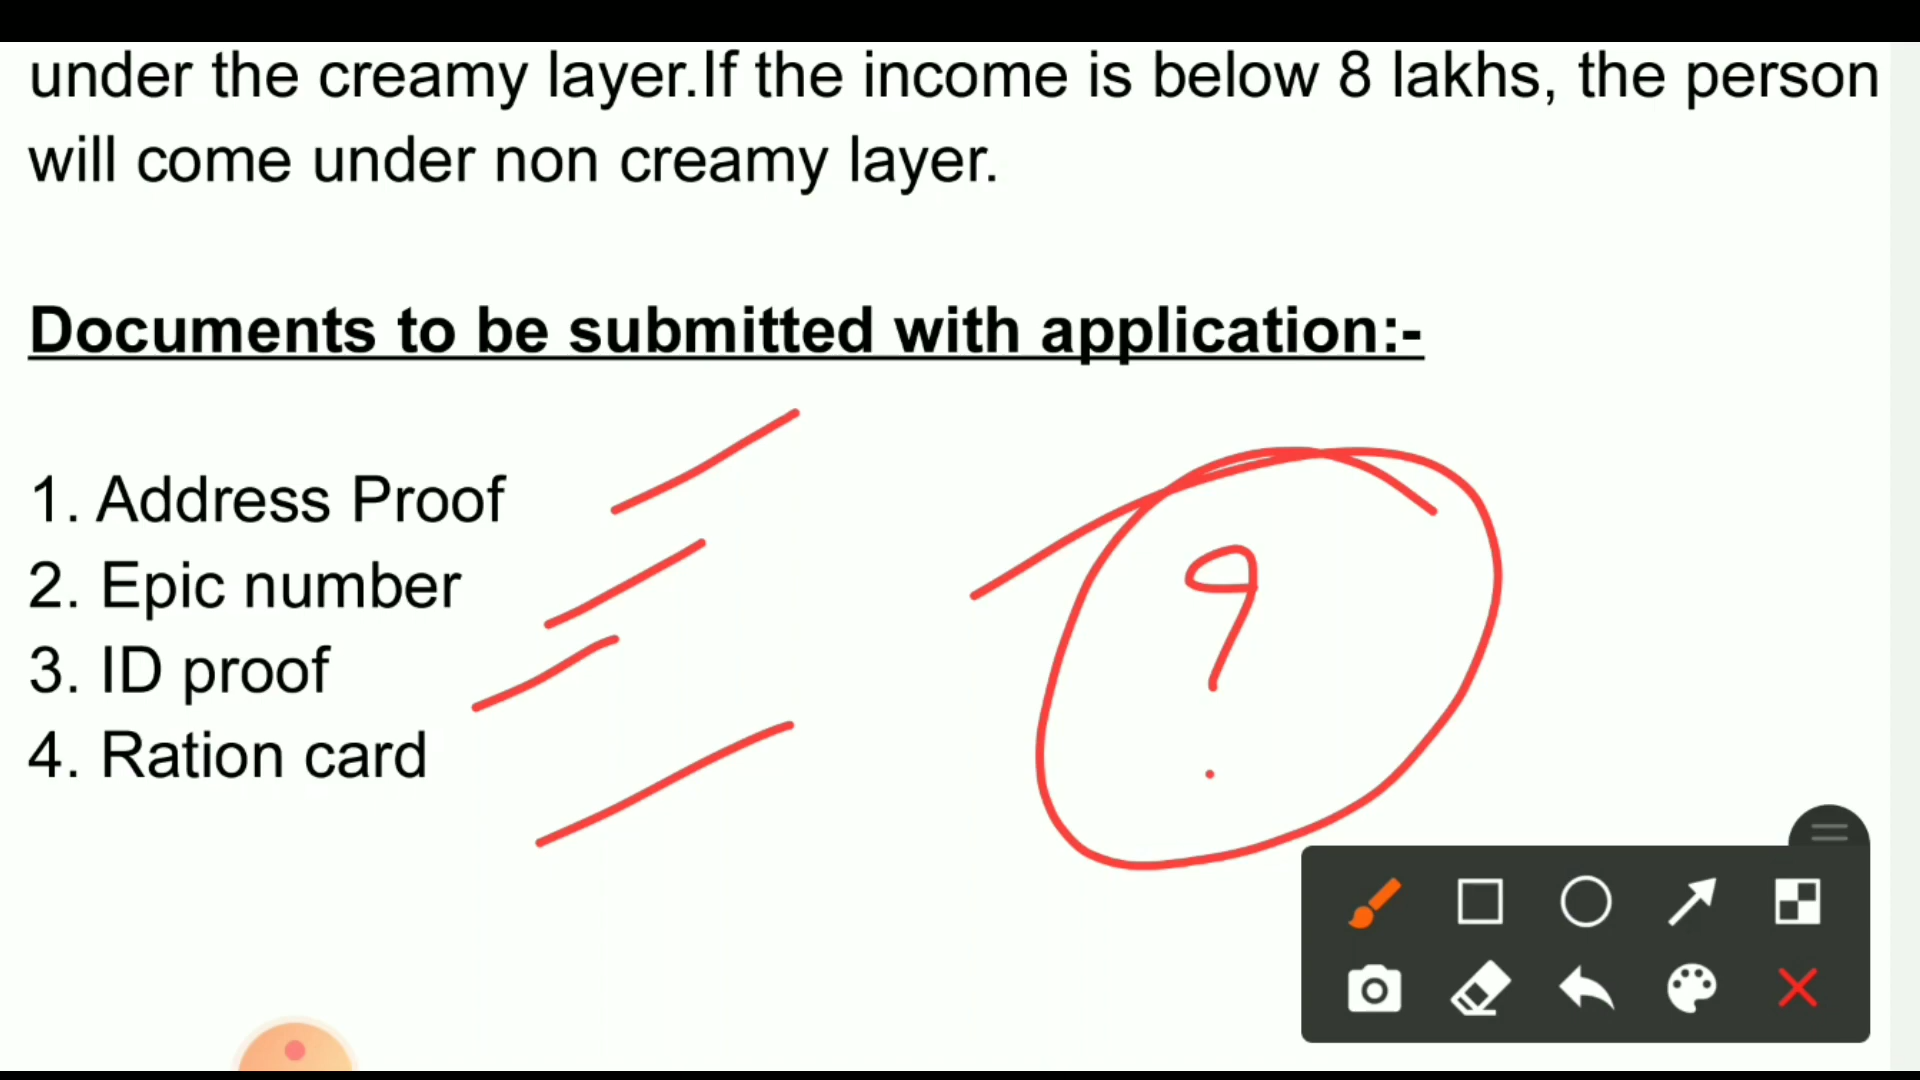 under the creamy layer.If the income is below 8 lakhs, the person
will come under non creamy layer.
Documents to be submitted with application:-
1. Address Proof
2. Epic number
3. ID proof
4. Ration card
?